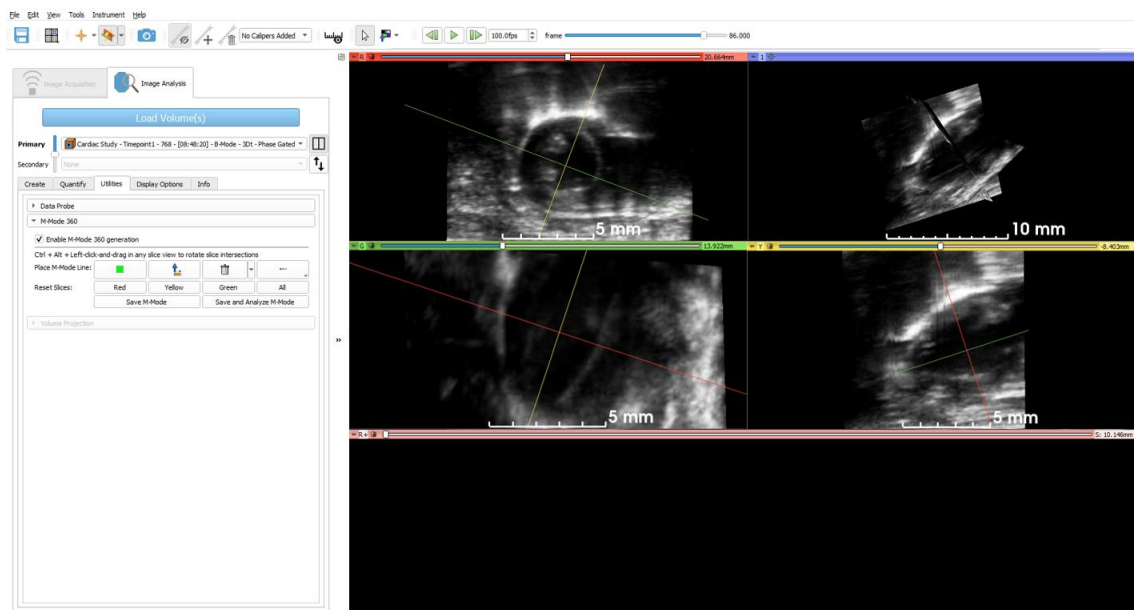 File Edit View Tools Instrument Help
No Calipers Added
100.0fps
frame
86.000
Image Acquisition
Image Analysis
Load Volume(s)
Primary
Cardiac Study - Timepoint1 - 768 - [08:48:20] - B-Mode - 3Dt - Phase Gated
Secondary
None
Create Quantify Utilities Display Options Info
Data Probe
M-Mode 360
Enable M-Mode 360 generation
Ctrl + Alt + Left-click-and-drag in any slice view to rotate slice intersections
Place M-Mode Line:
Reset Slices: Red Yellow Green All
Save M-Mode Save and Analyze M-Mode
Volume Projection
»
R 20.664mm
1
5 mm
10 mm
G 13.922mm
Y -8.403mm
5 mm
5 mm
R+ S: 10.146mm